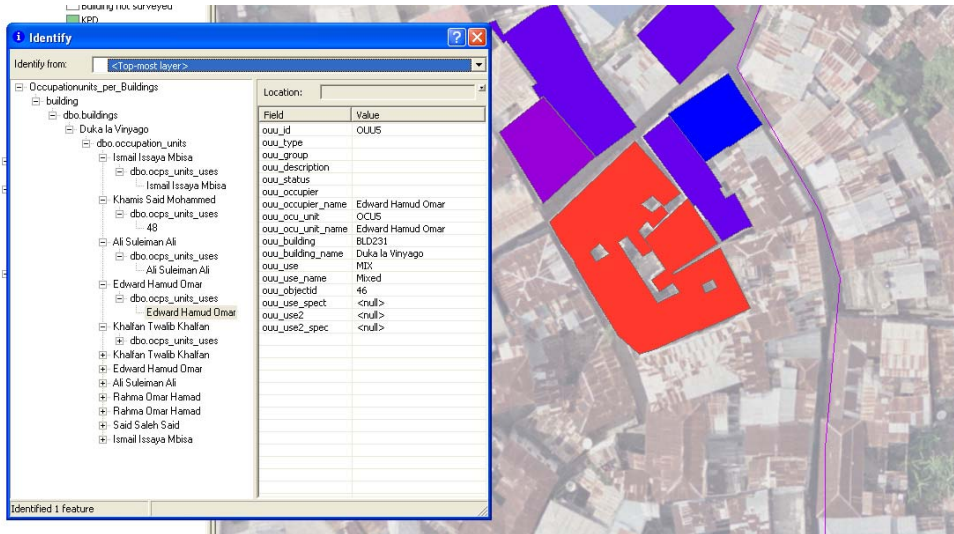 Building not surveyed
KPD
Identify
Identify from:
<Top-most layer>
Occupationunits_per_Buildings
building
dbo.buildings
Duka la Vinyago
dbo.occupation_units
Ismail Issaya Mbisa
dbo.ocps_units_uses
Ismail Issaya Mbisa
Khamis Said Mohammed
dbo.ocps_units_uses
48
Ali Suleiman Ali
dbo.ocps_units_uses
Ali Suleiman Ali
Edward Hamud Omar
dbo.ocps_units_uses
Edward Hamud Omar
Khalfan Twalib Khalfan
dbo.ocps_units_uses
Khalfan Twalib Khalfan
Edward Hamud Omar
Ali Suleiman Ali
Rahma Omar Hamad
Rahma Omar Hamad
Said Saleh Said
Ismail Issaya Mbisa
Location:
Field Value
ouu_id OUU5
ouu_type
ouu_group
ouu_description
ouu_status
ouu_occupier
ouu_occupier_name Edward Hamud Omar
ouu_ocu_unit OCU5
ouu_ocu_unit_name Edward Hamud Omar
ouu_building BLD231
ouu_building_name Duka la Vinyago
ouu_use MIX
ouu_use_name Mixed
ouu_objectid 46
ouu_use_spect <null>
ouu_use2 <null>
ouu_use2_spec <null>
Identified 1 feature